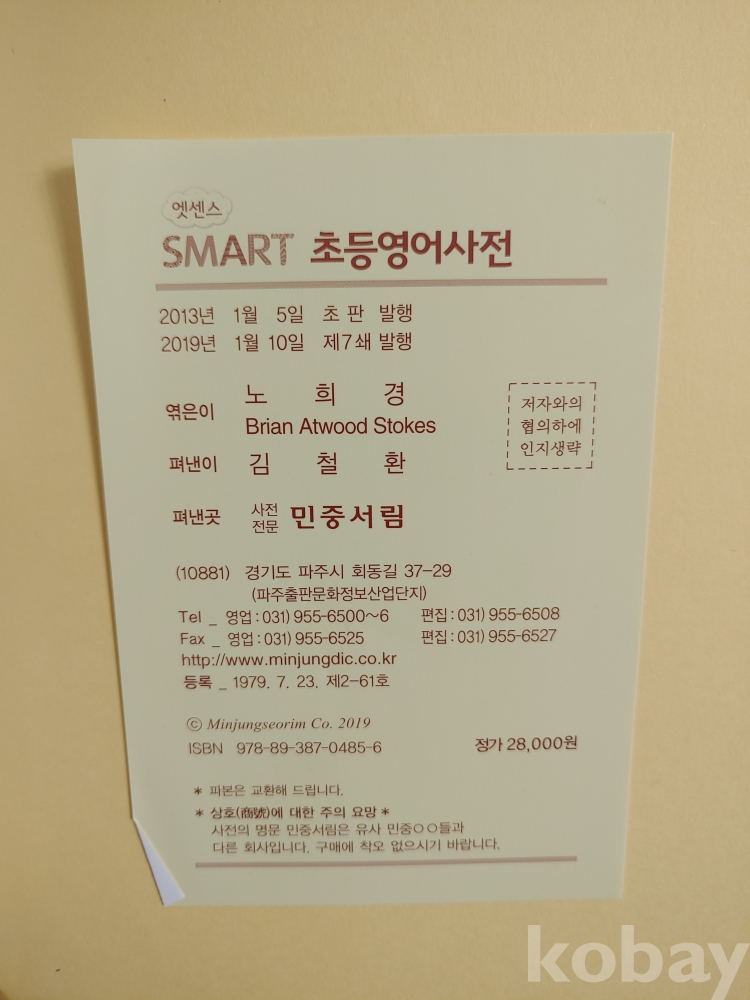 엣센스
SMART 초등영어사전
2013년 1월 5일 초판 발행
2019년 1월 10일 제7쇄 발행
엮은이 노희경
Brian Atwood Stokes
펴낸이 김철환
저자와의
협의하에
인지생략
펴낸곳 사전 전문 민중서림
(10881) 경기도 파주시 회동길 37-29
(파주출판문화정보산업단지)
Tel _ 영업 : 031) 955-6500~6 편집 : 031) 955-6508
Fax _ 영업 : 031) 955-6525 편집 : 031) 955-6527
http://www.minjungdic.co.kr
등록 _ 1979. 7. 23. 제2-61호
© Minjungseorim Co. 2019
ISBN 978-89-387-0485-6 정가 28,000원
* 파본은 교환해 드립니다.
* 상호(商號)에 대한 주의 요망 *
사전의 명문 민중서림은 유사 민중○○들과
다른 회사입니다. 구매에 착오 없으시기 바랍니다.
kobay